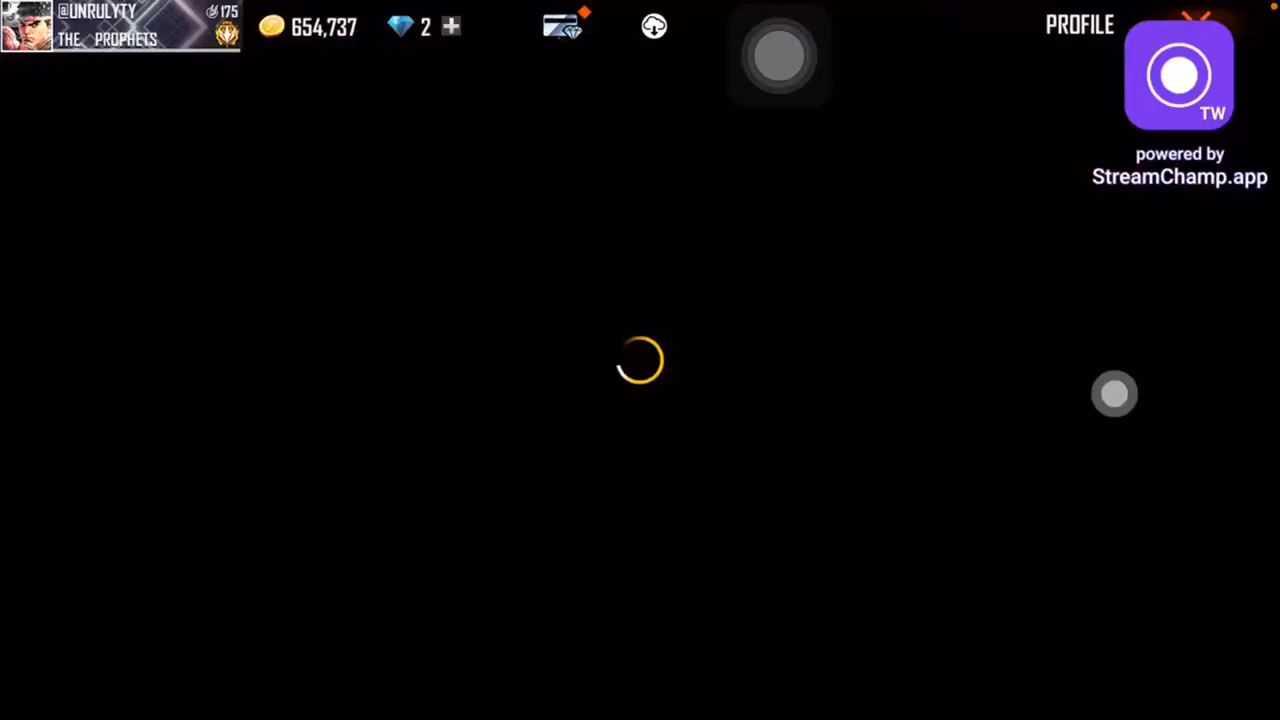 @UNRULYTY
175
THE PROPHETS
654,737
2
PROFILE
TW
powered by
StreamChamp.app